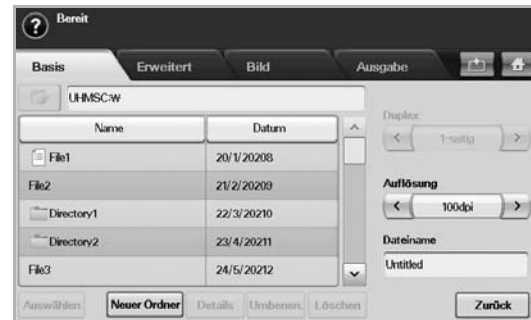 Bereit
Basis Erweitert Bild Ausgabe
UHMSC:\W
Name Datum
File1 20/1/20208
File2 21/2/20209
Directory1 22/3/20210
Directory2 23/4/20211
File3 24/5/20212
Duplex:
1-seitig
Auflösung
100dpi
Dateiname
Untitled
Auswählen Neuer Ordner Details Umbenen. Löschen Zurück